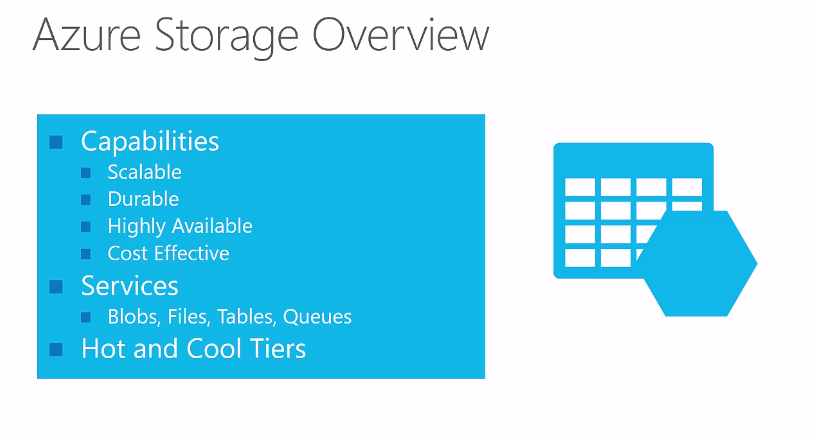 Azure Storage Overview
Capabilities
Scalable
Durable
Highly Available
Cost Effective
Services
Blobs, Files, Tables, Queues
Hot and Cool Tiers